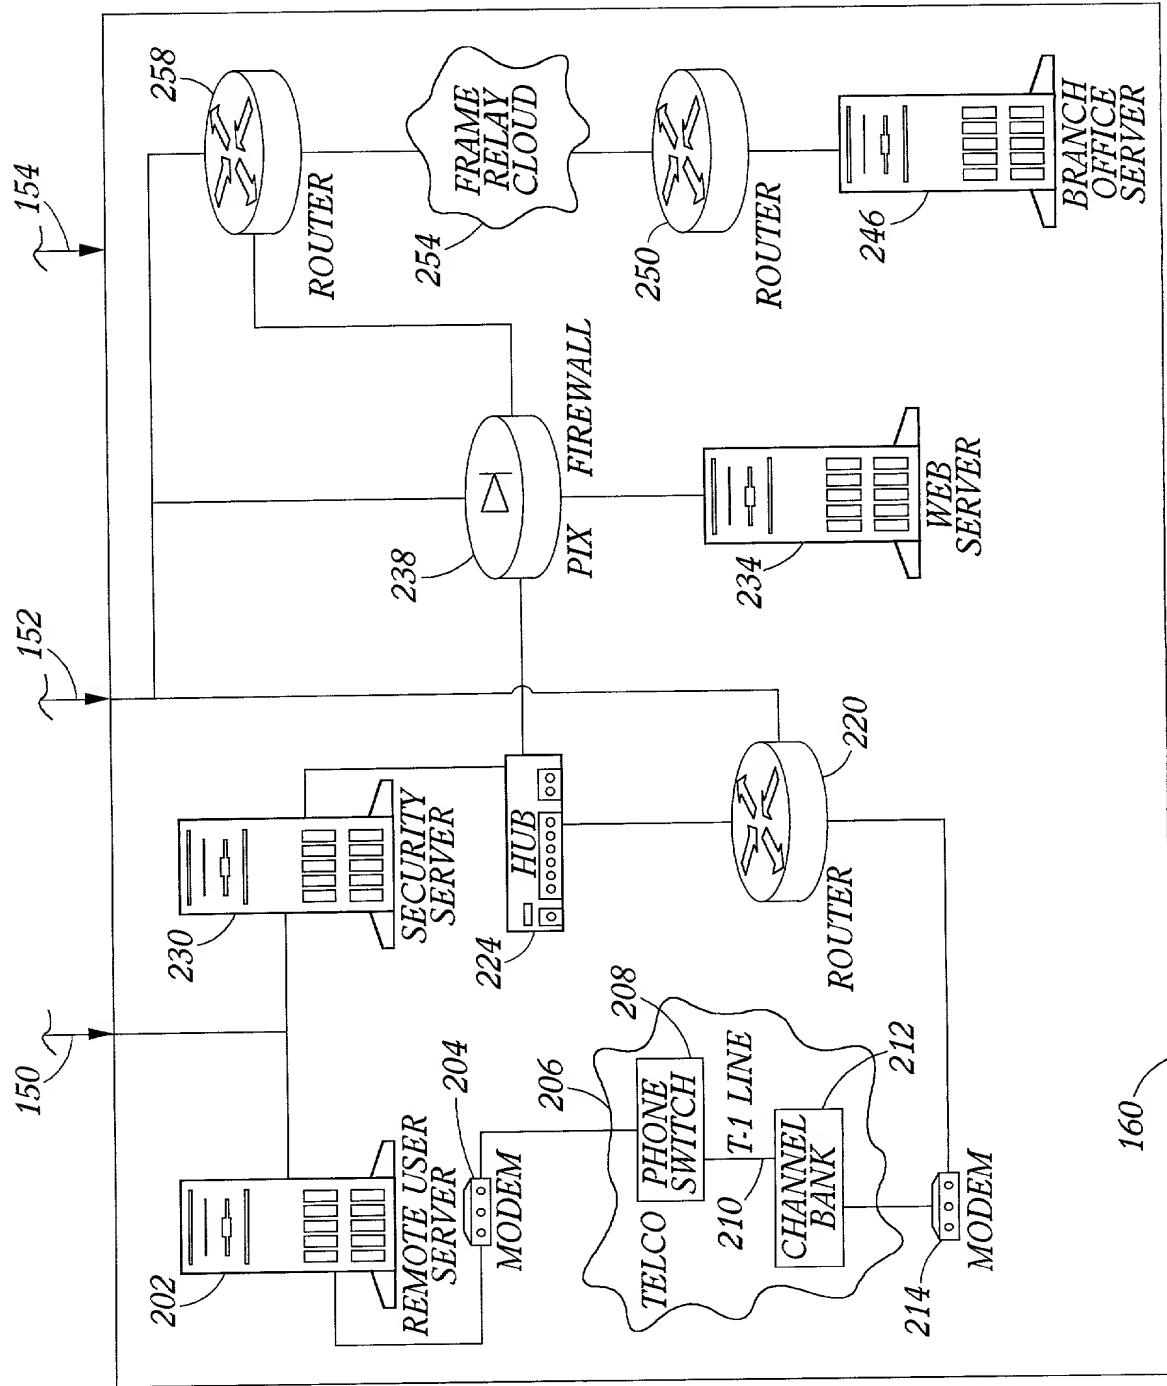 150
152
154
202
REMOTE USER
SERVER
204
MODEM
206
208
TELCO
PHONE
SWITCH
210
T-1 LINE
CHANNEL
BANK
212
214
MODEM
230
SECURITY
SERVER
224
HUB
220
ROUTER
238
PIX FIREWALL
234
WEB
SERVER
258
ROUTER
254
FRAME
RELAY
CLOUD
250
ROUTER
246
BRANCH
OFFICE
SERVER
160